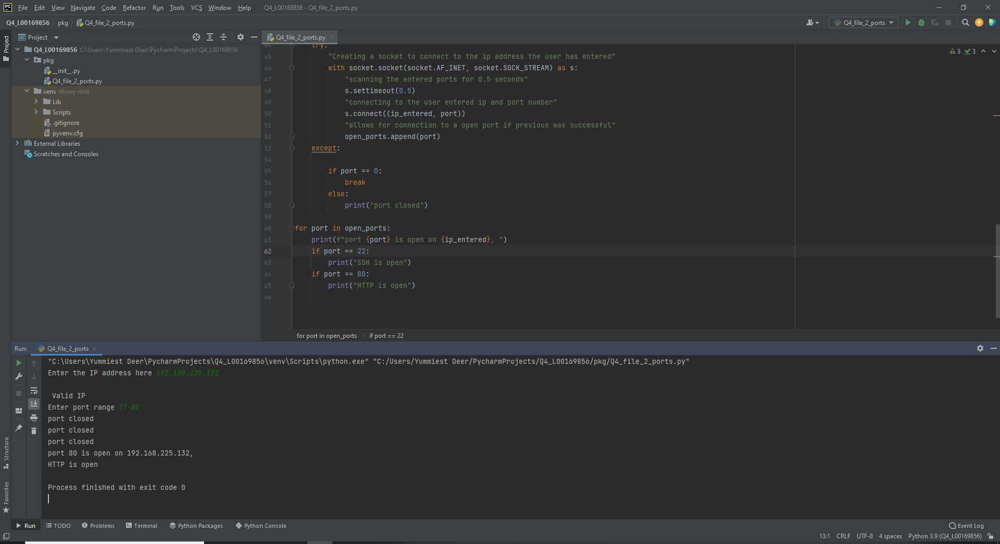 PC File Edit View Navigate Code Refactor Run Tools VCS Window Help Q4_L00169856 - Q4_file_2_ports.py
Q4_L00169856 pkg Q4_file_2_ports.py Q4_file_2_ports
Project
Project
Q4_L00169856 C:\Users\Yummiest Deer\PycharmProjects\Q4_L00169856
pkg
__init__.py
Q4_file_2_ports.py
venv library root
Lib
Scripts
.gitignore
pyvenv.cfg
External Libraries
Scratches and Consoles
Q4_file_2_ports.py
3 3
44 try:
45 "Creating a socket to connect to the ip address the user has entered"
46 with socket.socket(socket.AF_INET, socket.SOCK_STREAM) as s:
47 "scanning the entered ports for 0.5 seconds"
48 s.settimeout(0.5)
49 "connecting to the user entered ip and port number"
50 s.connect((ip_entered, port))
51 "allows for connection to a open port if previous was successful"
52 open_ports.append(port)
53 except:
54
55 if port == 0:
56 break
57 else:
58 print("port closed")
59
60 for port in open_ports:
61 print(f"port {port} is open on {ip_entered}, ")
62 if port == 22:
63 print("SSH is open")
64 if port == 80:
65 print("HTTP is open")
66
for port in open_ports if port == 22
Run: Q4_file_2_ports
"C:\Users\Yummiest Deer\PycharmProjects\Q4_L00169856\venv\Scripts\python.exe" "C:/Users/Yummiest Deer/PycharmProjects/Q4_L00169856/pkg/Q4_file_2_ports.py"
Enter the IP address here 192.168.225.132
Valid IP
Enter port range 77-80
port closed
port closed
port closed
port 80 is open on 192.168.225.132,
HTTP is open
Process finished with exit code 0
Structure
Favorites
Run TODO Problems Terminal Python Packages Python Console Event Log
13:1 CRLF UTF-8 4 spaces Python 3.9 (Q4_L00169856)